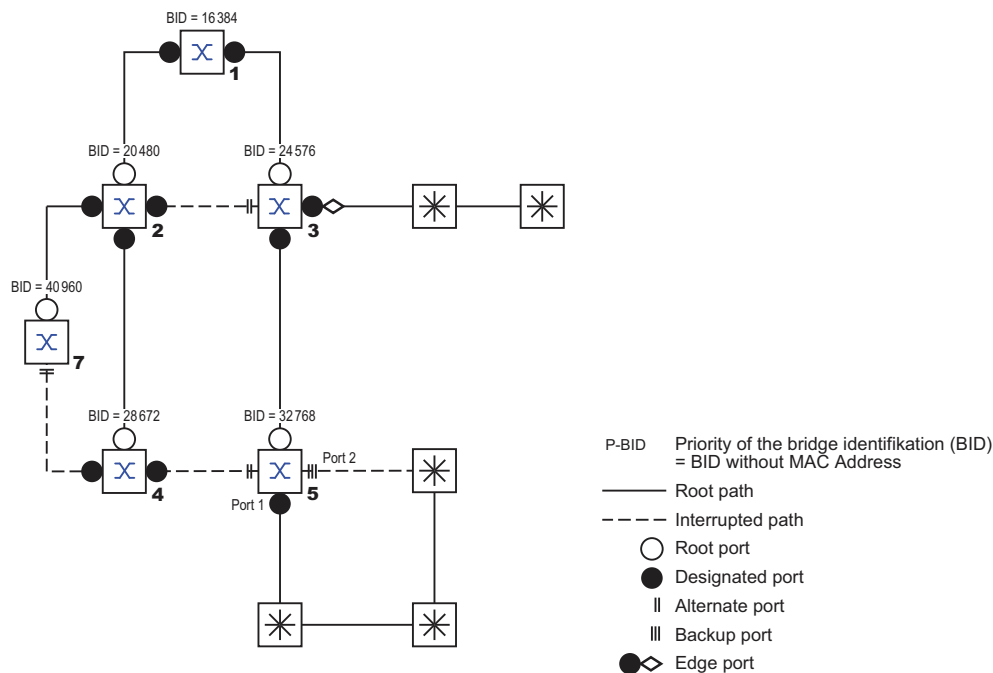 BID = 16 384
1
BID = 20 480
BID = 24 576
2
3
BID = 40 960
7
BID = 28 672
BID = 32 768
Port 2
4
5
Port 1
P-BID Priority of the bridge identifikation (BID)
= BID without MAC Address
Root path
Interrupted path
Root port
Designated port
Alternate port
Backup port
Edge port